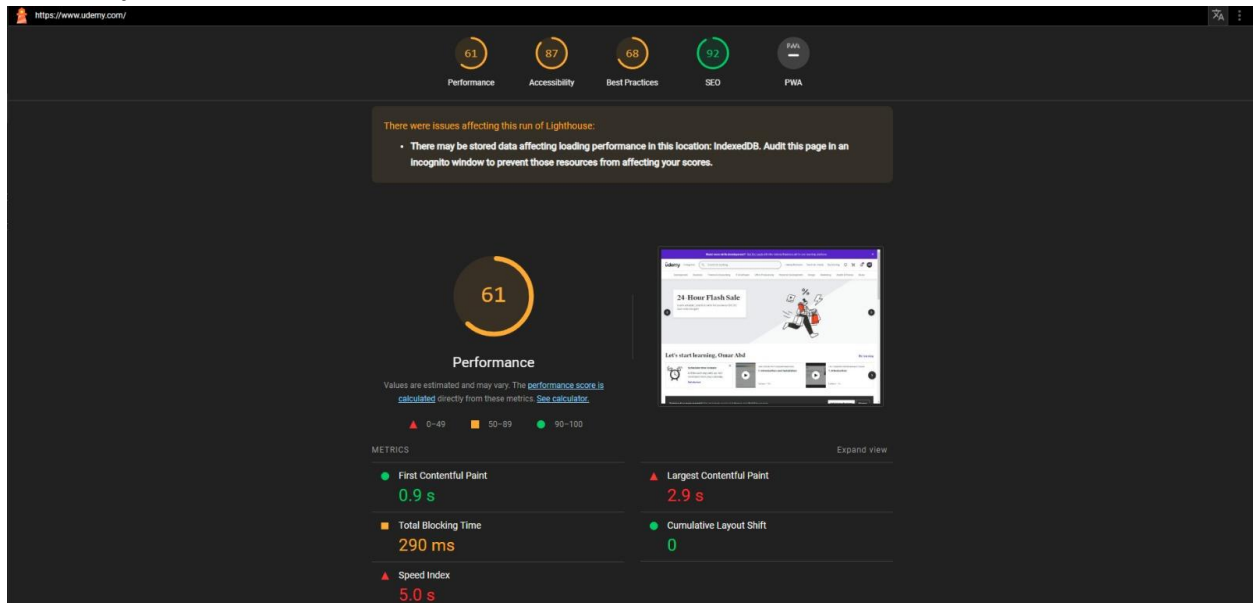 https://www.udemy.com/
61
87
68
92
PWA
Performance
Accessibility
Best Practices
SEO
PWA
There were issues affecting this run of Lighthouse:
• There may be stored data affecting loading performance in this location: IndexedDB. Audit this page in an
incognito window to prevent those resources from affecting your scores.
61
Performance
Values are estimated and may vary. The performance score is
calculated directly from these metrics. See calculator.
0–49
50–89
90–100
udemy
24-Hour Flash Sale
Let's start learning, Omar Abd
METRICS
Expand view
First Contentful Paint
0.9 s
Largest Contentful Paint
2.9 s
Total Blocking Time
290 ms
Cumulative Layout Shift
0
Speed Index
5.0 s